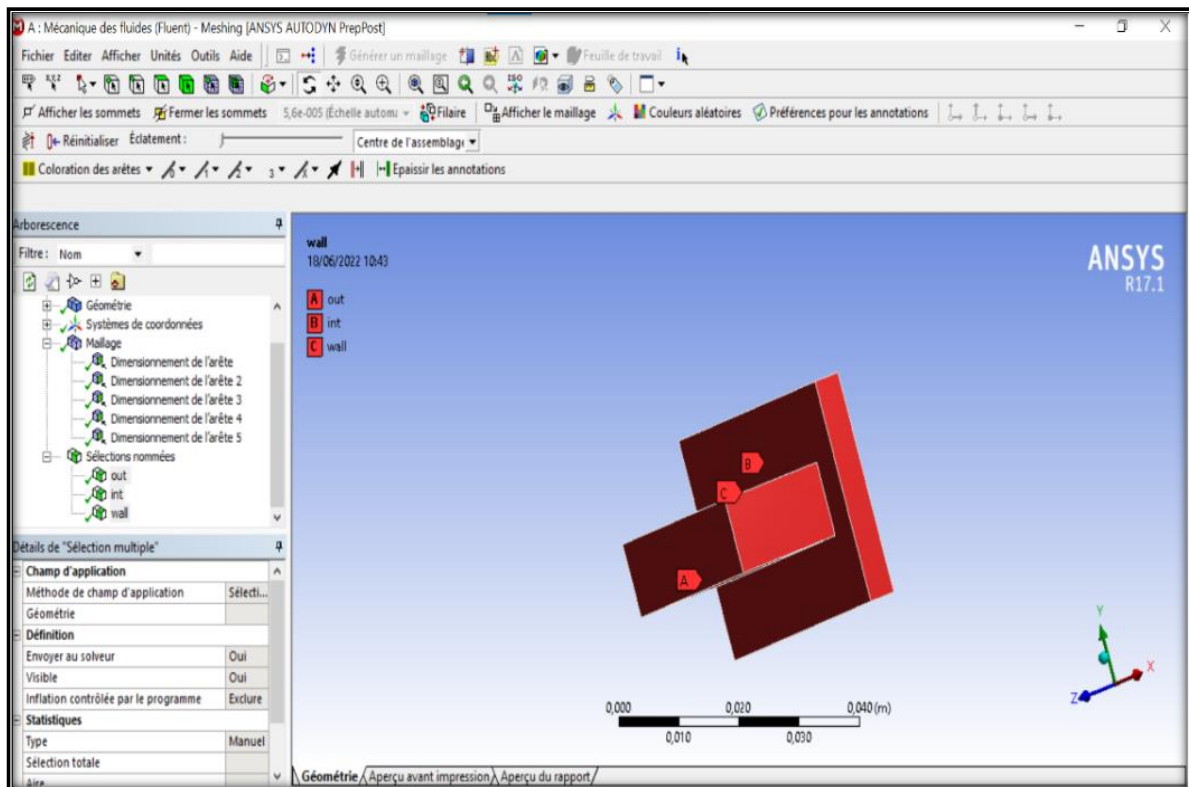 A : Mécanique des fluides (Fluent) - Meshing [ANSYS AUTODYN PrepPost]
Fichier Editer Afficher Unités Outils Aide Générer un maillage Feuille de travail
Afficher les sommets Fermer les sommets 5,6e-005 (Échelle automa Filaire Afficher le maillage Couleurs aléatoires Préférences pour les annotations
Réinitialiser Éclatement : Centre de l'assemblage
Coloration des arêtes Epaissir les annotations
Arborescence
Filtre : Nom
Géométrie
Systèmes de coordonnées
Maillage
Dimensionnement de l'arête
Dimensionnement de l'arête 2
Dimensionnement de l'arête 3
Dimensionnement de l'arête 4
Dimensionnement de l'arête 5
Sélections nommées
out
int
wall
Détails de "Sélection multiple"
Champ d'application
Méthode de champ d'application Sélecti...
Géométrie
Définition
Envoyer au solveur Oui
Visible Oui
Inflation contrôlée par le programme Exclure
Statistiques
Type Manuel
Sélection totale
Aire
wall
18/06/2022 10:43
A out
B int
C wall
ANSYS
R17.1
B
C
A
Y
X
Z
0,000 0,020 0,040 (m)
0,010 0,030
Géométrie Aperçu avant impression Aperçu du rapport